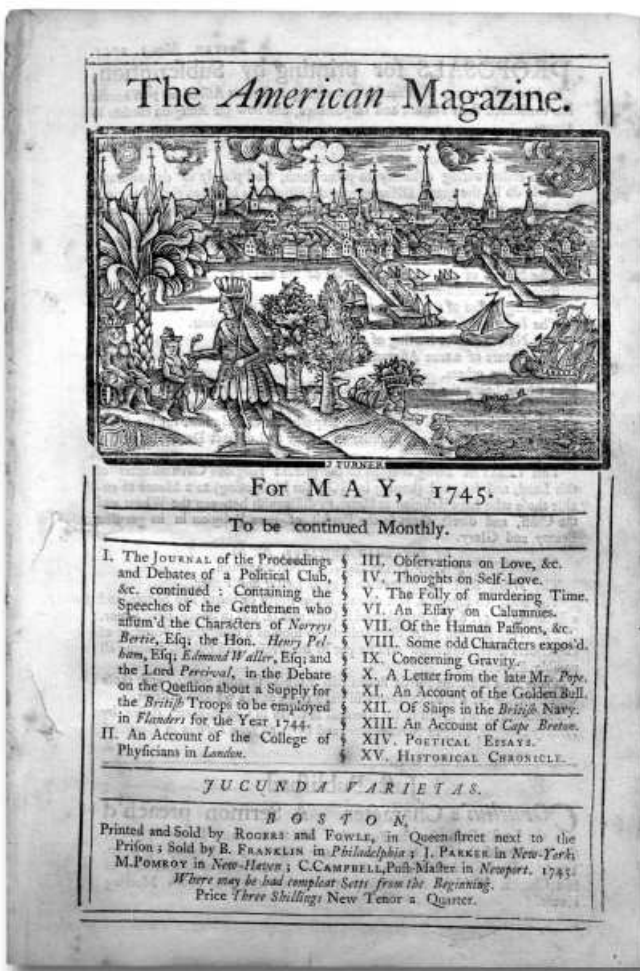 The American Magazine.
J TURNER
For MAY, 1745.
To be continued Monthly.
I. The JOURNAL of the Proceedings
and Debates of a Political Club,
&c. continued : Containing the
Speeches of the Gentlemen who
aſſum'd the Characters of Norreys
Bertie, Eſq; the Hon. Henry Pel-
ham, Eſq; Edmund Waller, Eſq; and
the Lord Percival, in the Debate
on the Queſtion about a Supply for
the Britiſh Troops to be employed
in Flanders for the Year 1744.
II. An Account of the College of
Phyſicians in London.
III. Obſervations on Love, &c.
IV. Thoughts on Self-Love.
V. The Folly of murdering Time.
VI. An Eſſay on Calumnies.
VII. Of the Human Paſſions, &c.
VIII. Some odd Characters expos'd.
IX. Concerning Gravity.
X. A Letter from the late Mr. Pope.
XI. An Account of the Golden Bull.
XII. Of Ships in the Britiſh Navy.
XIII. An Account of Cape Breton.
XIV. POETICAL ESSAYS.
XV. HISTORICAL CHRONICLE.
JUCUNDA VARIETAS.
BOSTON,
Printed and Sold by ROGERS and FOWLE, in Queen-ſtreet next to the
Priſon ; Sold by B. FRANKLIN in Philadelphia ; J. PARKER in New-York;
M.POMROY in New-Haven ; C.CAMPBELL,Poſt-Maſter in Newport. 1745.
Where may be had compleat Setts from the Beginning.
Price Three Shillings New Tenor a Quarter.